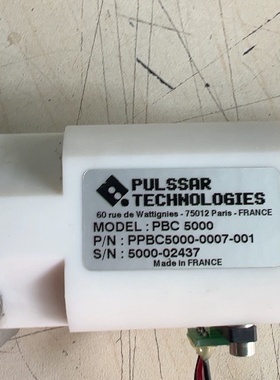 PULSSAR
TECHNOLOGIES
60 rue de Wattignies - 75012 Paris - FRANCE
MODEL : PBC 5000
P/N : PPBC5000-0007-001
S/N : 5000-02437
Made in FRANCE